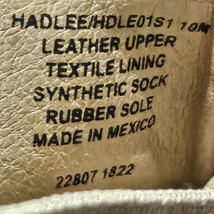 HADLEE/HDLE01S1 10M
LEATHER UPPER
TEXTILE LINING
SYNTHETIC SOCK
RUBBER SOLE
MADE IN MEXICO
22807 1822